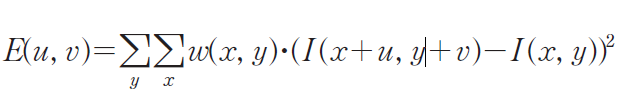 E(u, v)=∑∑w(x, y)·(I(x+u, y+v)−I(x, y))²
y x